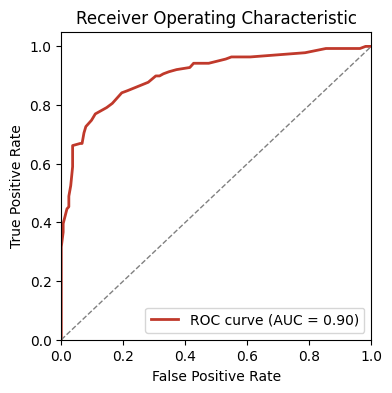 Receiver Operating Characteristic
True Positive Rate
1.0
0.8
0.6
0.4
0.2
0.0
ROC curve (AUC = 0.90)
0.0 0.2 0.4 0.6 0.8 1.0
False Positive Rate